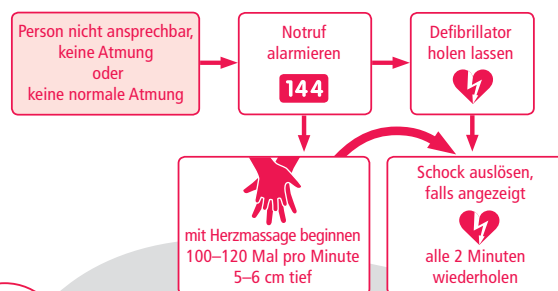 Person nicht ansprechbar,
keine Atmung
oder
keine normale Atmung
Notruf
alarmieren
144
Defibrillator
holen lassen
mit Herzmassage beginnen
100–120 Mal pro Minute
5–6 cm tief
Schock auslösen,
falls angezeigt
alle 2 Minuten
wiederholen